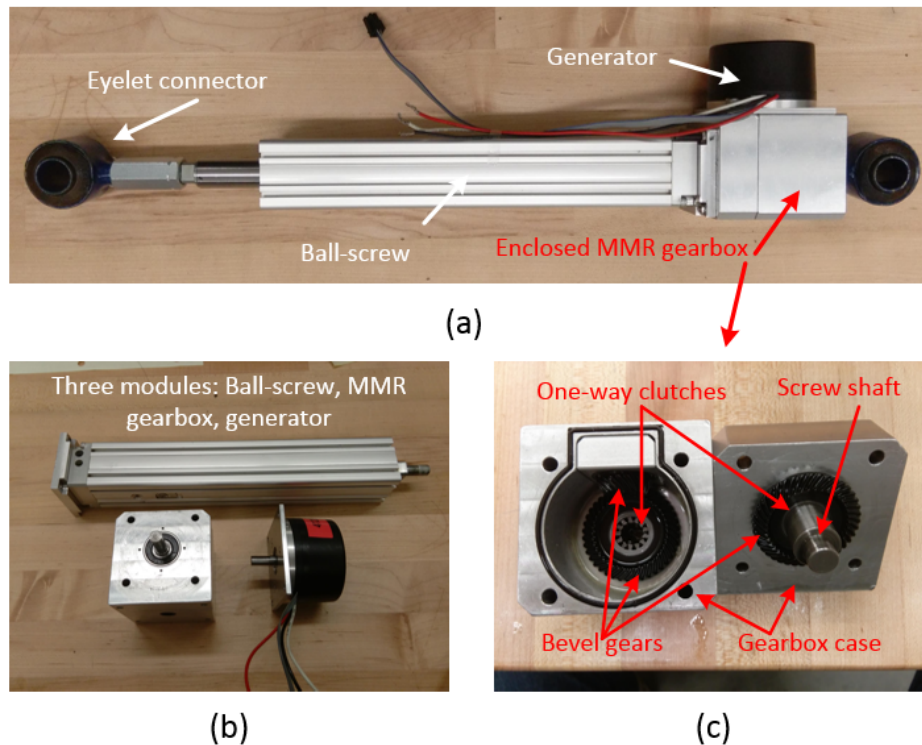 Generator
Eyelet connector
Ball-screw
Enclosed MMR gearbox
(a)
Three modules: Ball-screw, MMR
gearbox, generator
One-way clutches
Screw shaft
Bevel gears
Gearbox case
(b)
(c)